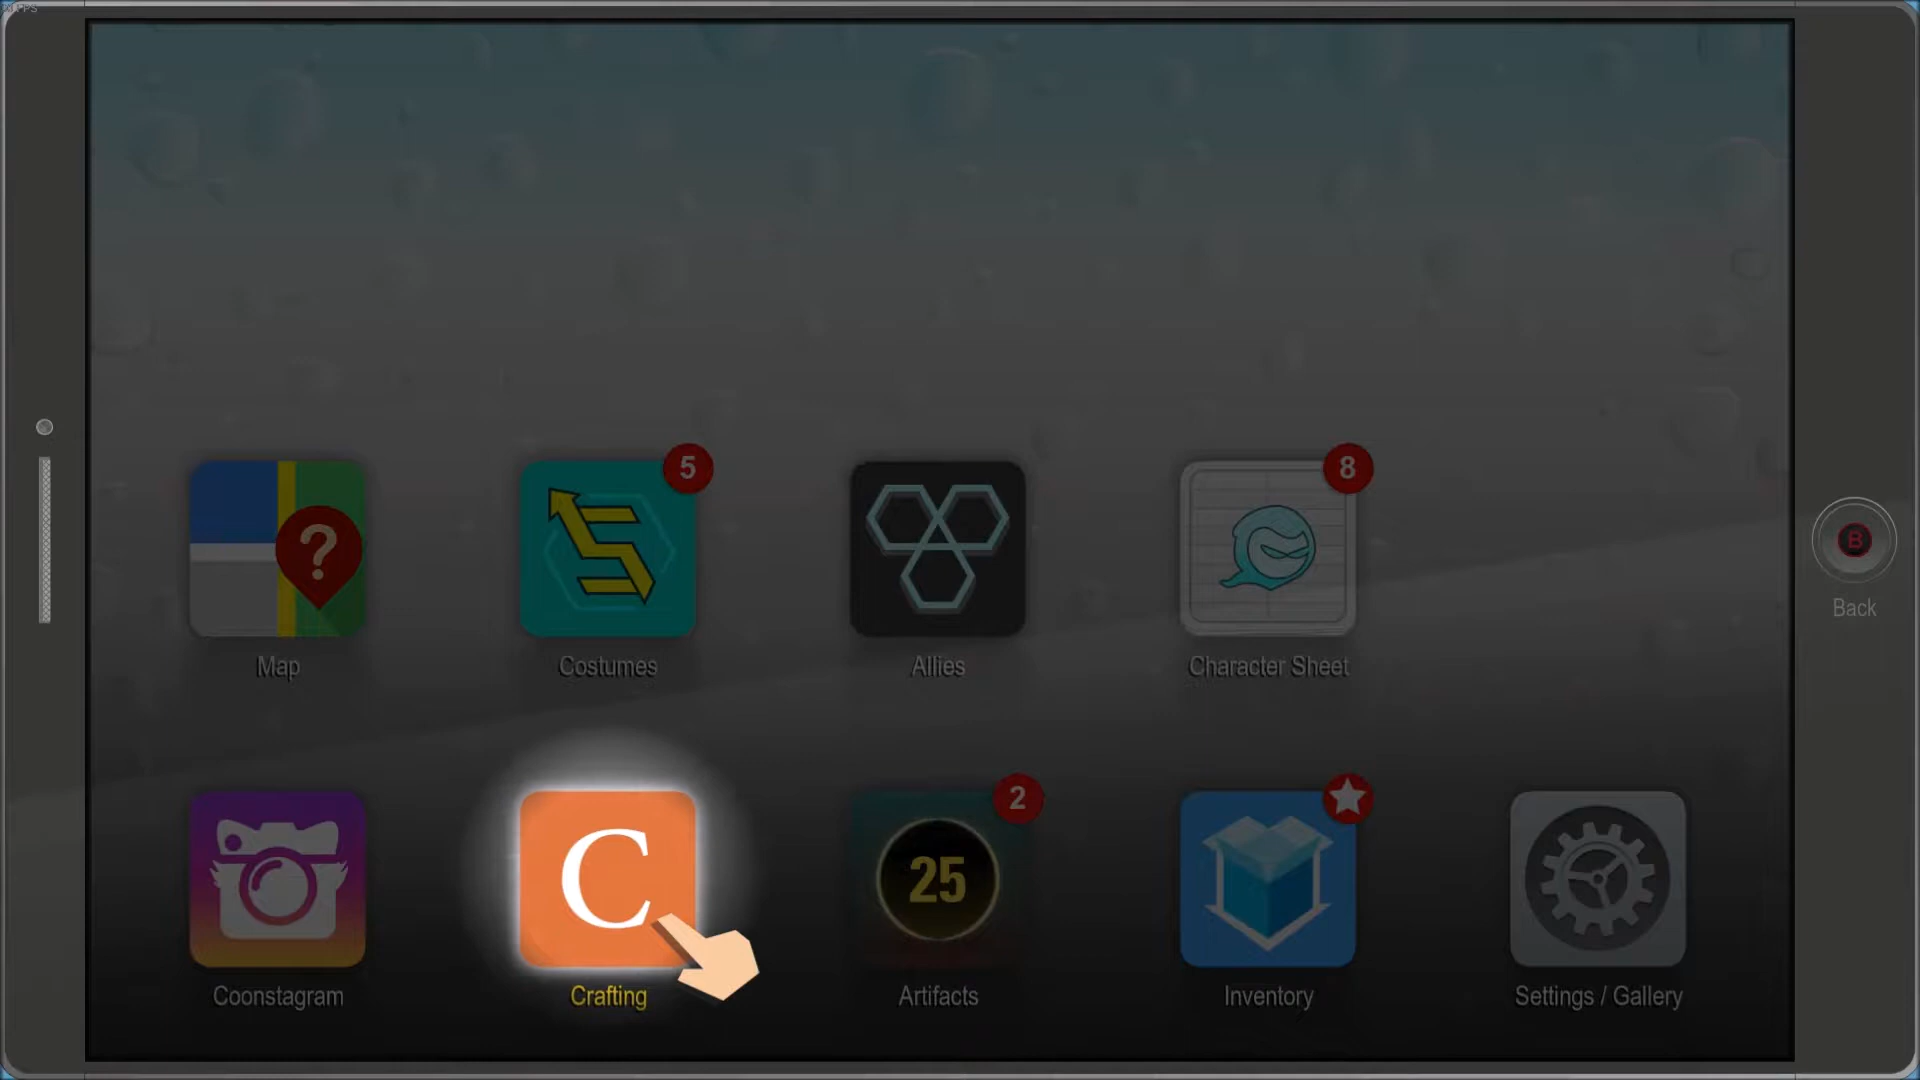 5
8
?
Map
Costumes
Allies
Character Sheet
B
Back
2
C
25
Coonstagram
Crafting
Artifacts
Inventory
Settings / Gallery